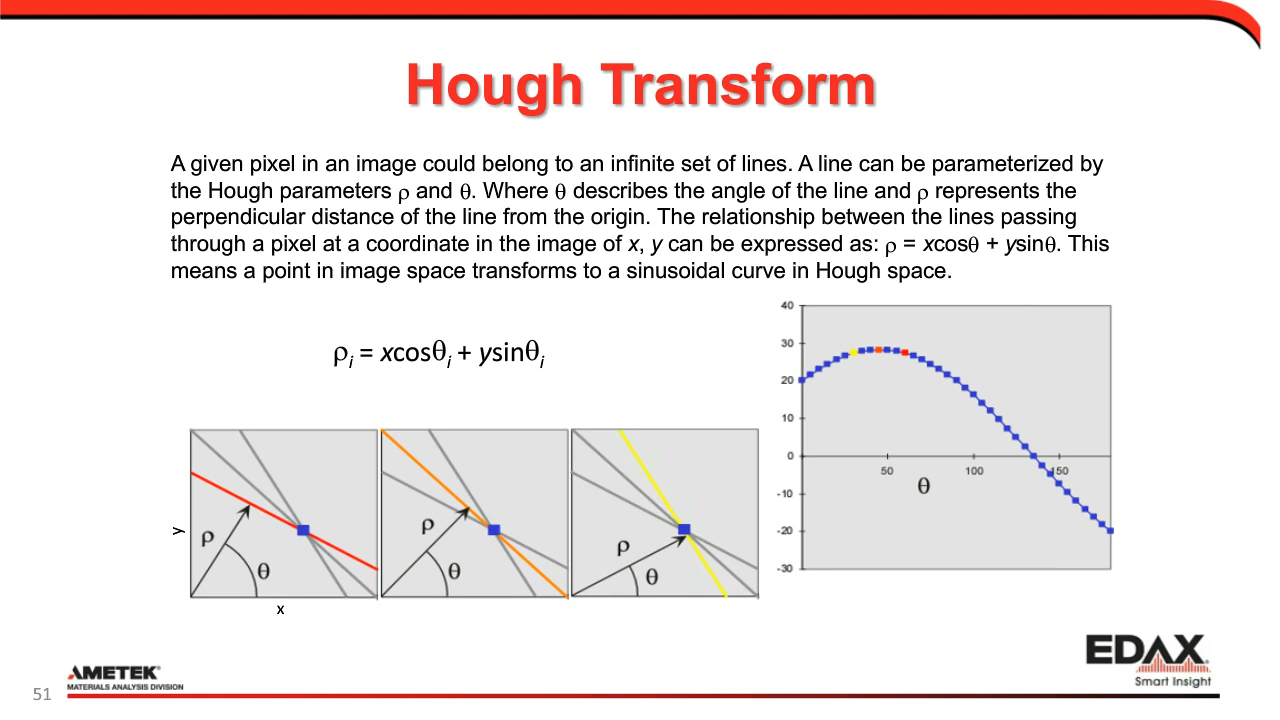 Hough Transform
A given pixel in an image could belong to an infinite set of lines. A line can be parameterized by
the Hough parameters ρ and θ. Where θ describes the angle of the line and ρ represents the
perpendicular distance of the line from the origin. The relationship between the lines passing
through a pixel at a coordinate in the image of x, y can be expressed as: ρ = xcosθ + ysinθ. This
means a point in image space transforms to a sinusoidal curve in Hough space.
ρi = xcosθi + ysinθi
y
ρ
θ
x
ρ
θ
ρ
θ
40
30
20
10
0
-10
-20
-30
50
100
150
θ
51
AMETEK®
MATERIALS ANALYSIS DIVISION
EDAX
Smart Insight